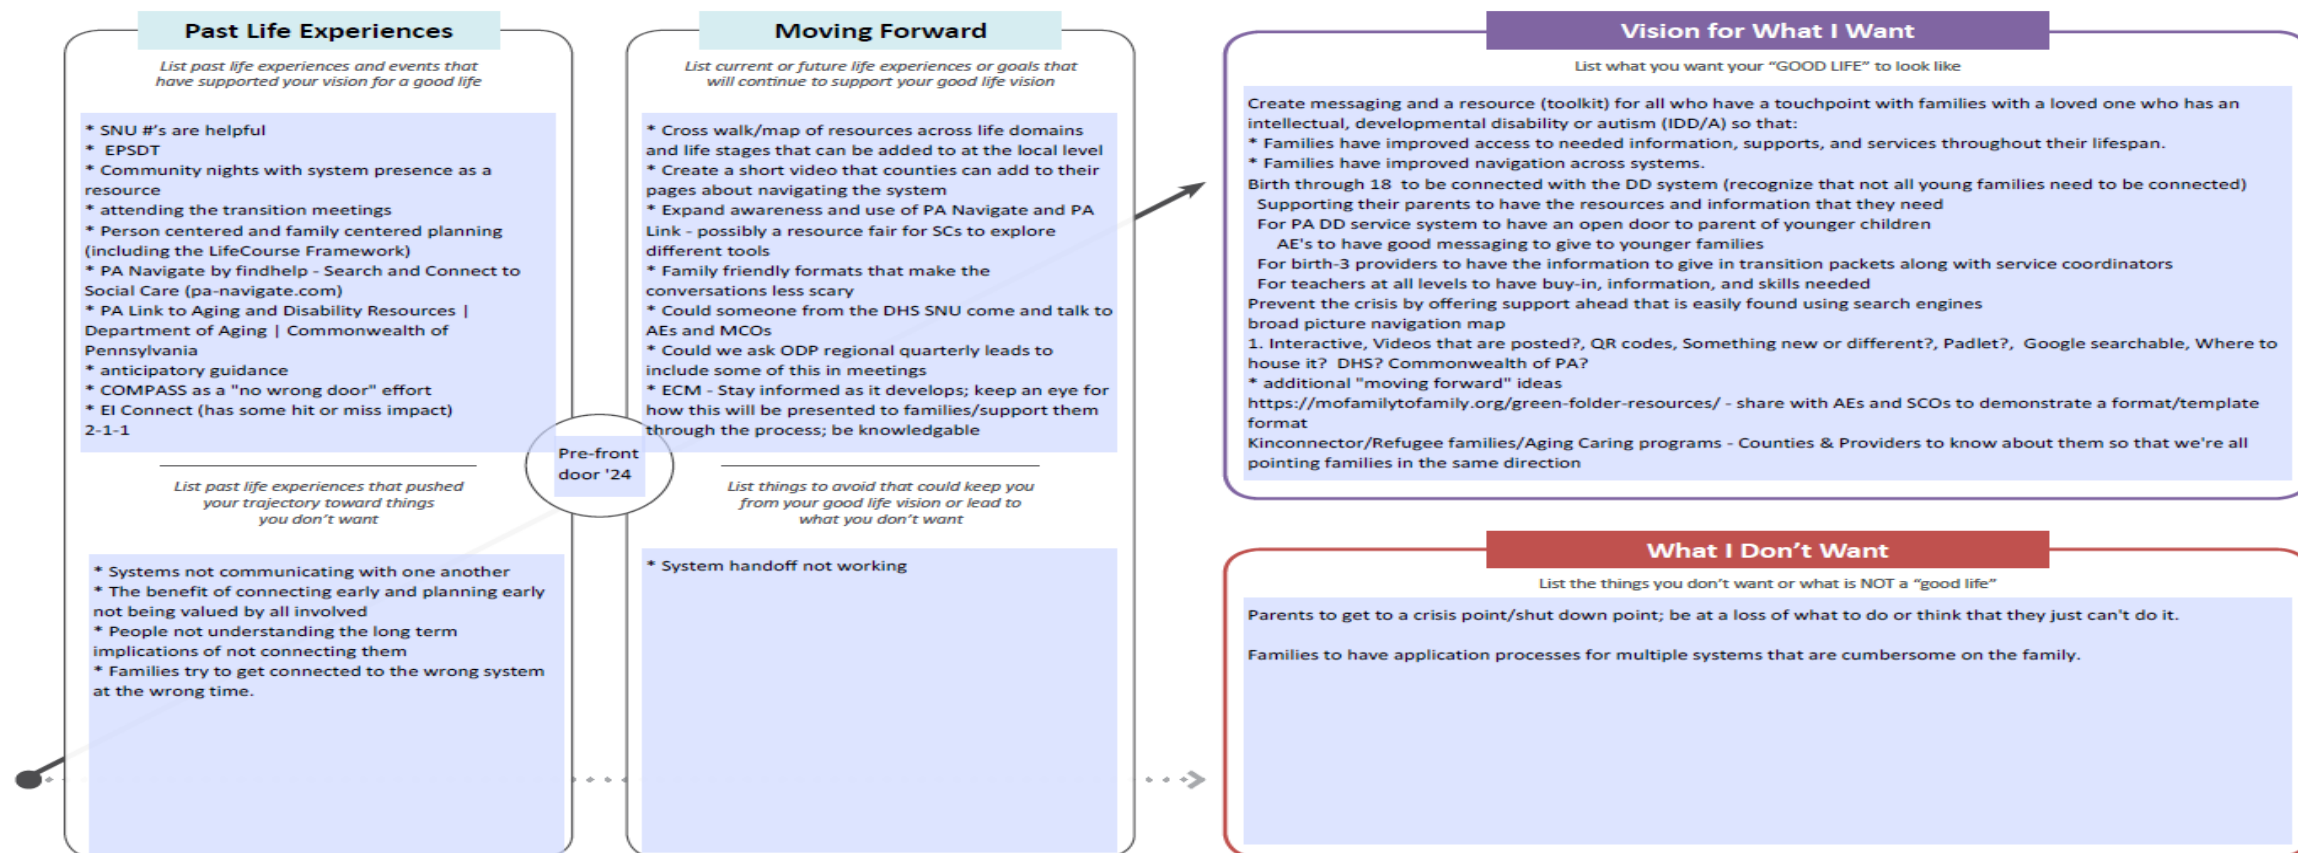 Past Life Experiences
List past life experiences and events that
have supported your vision for a good life
* SNU #'s are helpful
*  EPSDT
* Community nights with system presence as a
resource
* attending the transition meetings
* Person centered and family centered planning
(including the LifeCourse Framework)
* PA Navigate by findhelp - Search and Connect to
Social Care (pa-navigate.com)
* PA Link to Aging and Disability Resources |
Department of Aging | Commonwealth of
Pennsylvania
* anticipatory guidance
* COMPASS as a "no wrong door" effort
* EI Connect (has some hit or miss impact)
2-1-1
List past life experiences that pushed
your trajectory toward things
you don't want
* Systems not communicating with one another
* The benefit of connecting early and planning early
not being valued by all involved
* People not understanding the long term
implications of not connecting them
* Families try to get connected to the wrong system
at the wrong time.
Pre-front
door '24
Moving Forward
List current or future life experiences or goals that
will continue to support your good life vision
* Cross walk/map of resources across life domains
and life stages that can be added to at the local level
* Create a short video that counties can add to their
pages about navigating the system
* Expand awareness and use of PA Navigate and PA
Link - possibly a resource fair for SCs to explore
different tools
* Family friendly formats that make the
conversations less scary
* Could someone from the DHS SNU come and talk to
AEs and MCOs
* Could we ask ODP regional quarterly leads to
include some of this in meetings
* ECM - Stay informed as it develops; keep an eye for
how this will be presented to families/support them
through the process; be knowledgable
List things to avoid that could keep you
from your good life vision or lead to
what you don't want
* System handoff not working
Vision for What I Want
List what you want your "GOOD LIFE" to look like
Create messaging and a resource (toolkit) for all who have a touchpoint with families with a loved one who has an
intellectual, developmental disability or autism (IDD/A) so that:
* Families have improved access to needed information, supports, and services throughout their lifespan.
* Families have improved navigation across systems.
Birth through 18  to be connected with the DD system (recognize that not all young families need to be connected)
Supporting their parents to have the resources and information that they need
For PA DD service system to have an open door to parent of younger children
AE's to have good messaging to give to younger families
For birth-3 providers to have the information to give in transition packets along with service coordinators
For teachers at all levels to have buy-in, information, and skills needed
Prevent the crisis by offering support ahead that is easily found using search engines
broad picture navigation map
1. Interactive, Videos that are posted?, QR codes, Something new or different?, Padlet?,  Google searchable, Where to
house it?  DHS? Commonwealth of PA?
* additional "moving forward" ideas
https://mofamilytofamily.org/green-folder-resources/ - share with AEs and SCOs to demonstrate a format/template
format
Kinconnector/Refugee families/Aging Caring programs - Counties & Providers to know about them so that we're all
pointing families in the same direction
What I Don't Want
List the things you don't want or what is NOT a "good life"
Parents to get to a crisis point/shut down point; be at a loss of what to do or think that they just can't do it.
Families to have application processes for multiple systems that are cumbersome on the family.